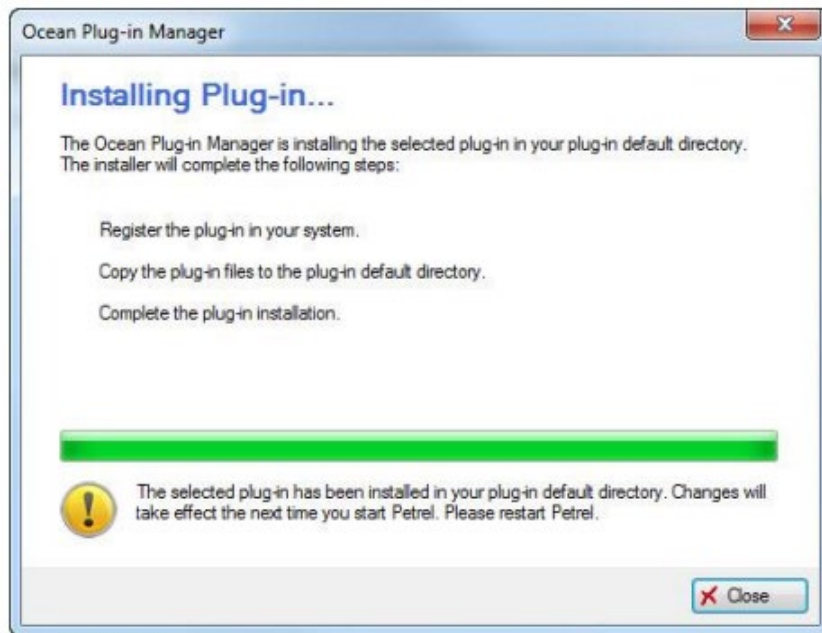 Ocean Plug-in Manager
Installing Plug-in...
The Ocean Plug-in Manager is installing the selected plug-in in your plug-in default directory.
The installer will complete the following steps:
Register the plug-in in your system.
Copy the plug-in files to the plug-in default directory.
Complete the plug-in installation.
The selected plug-in has been installed in your plug-in default directory. Changes will
take effect the next time you start Petrel. Please restart Petrel.
Close